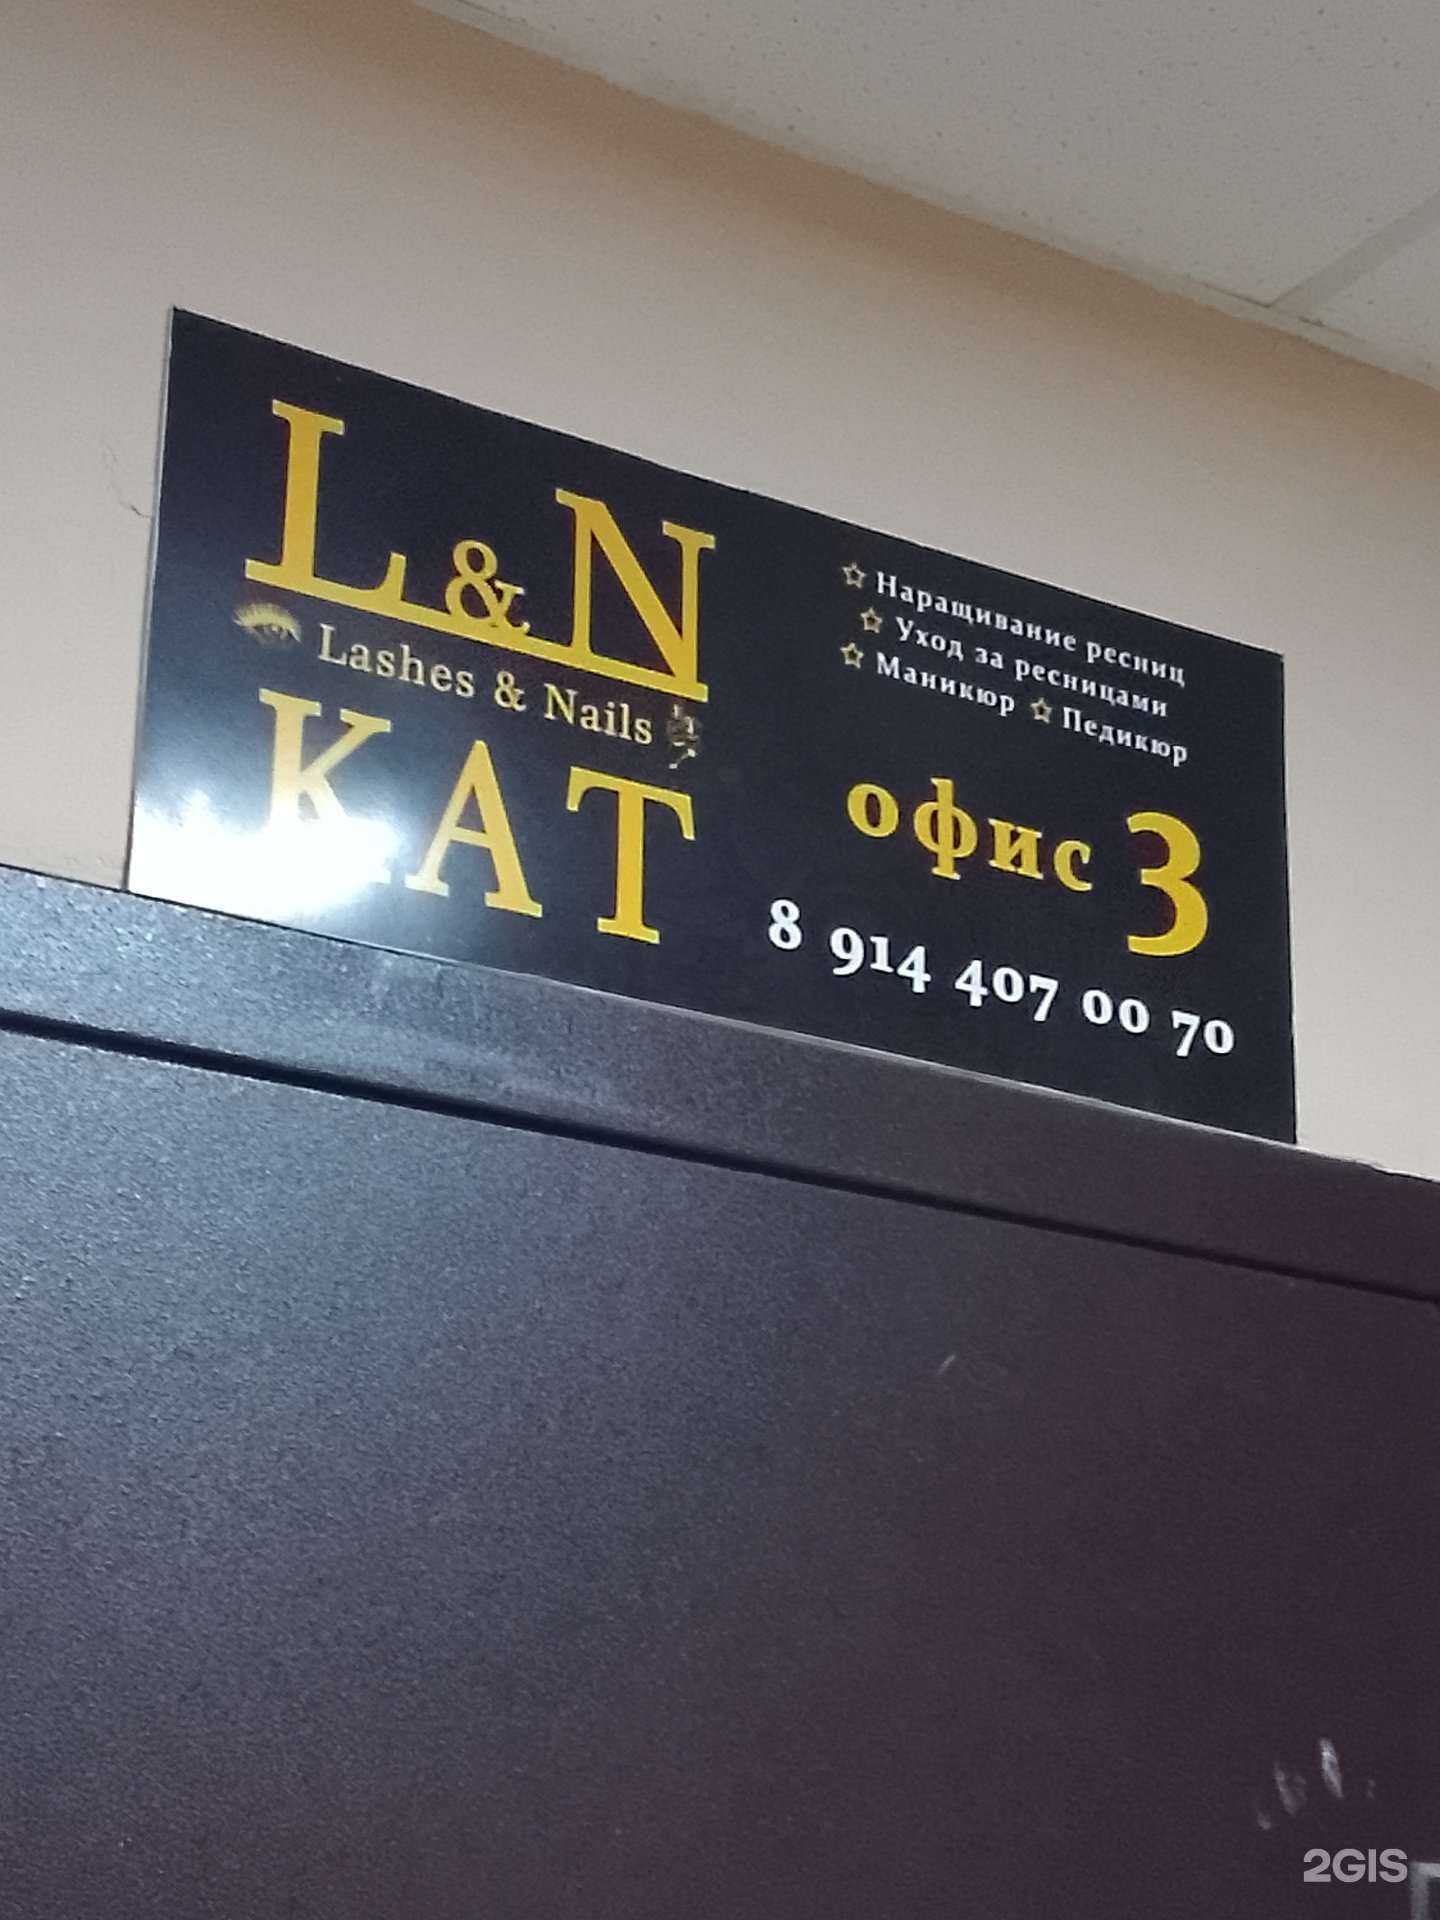 L&N
Lashes & Nails
KAT
☆ Наращивание ресниц
☆ Уход за ресницами
☆ Маникюр ☆ Педикюр
офис 3
8 914 407 00 70
2GIS